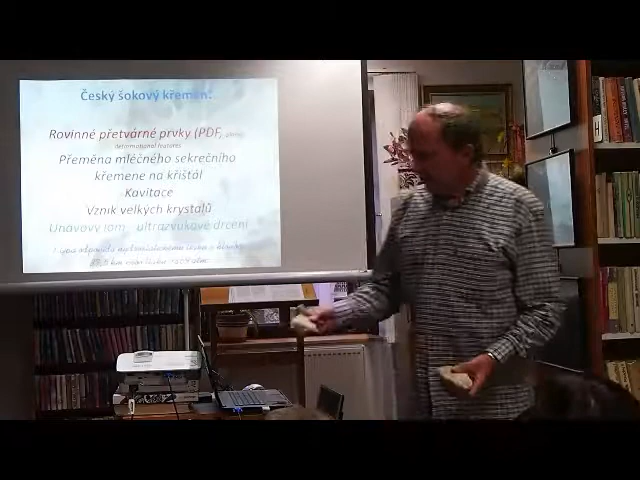 Český šokový křemen!
Rovinné přetvárné prvky (PDF,
deformational features
Přeměna mléčného sekrečního
křemene na křišťál
Kavitace
Vznik velkých krystalů
Únavový lom, ultrazvukové drcení